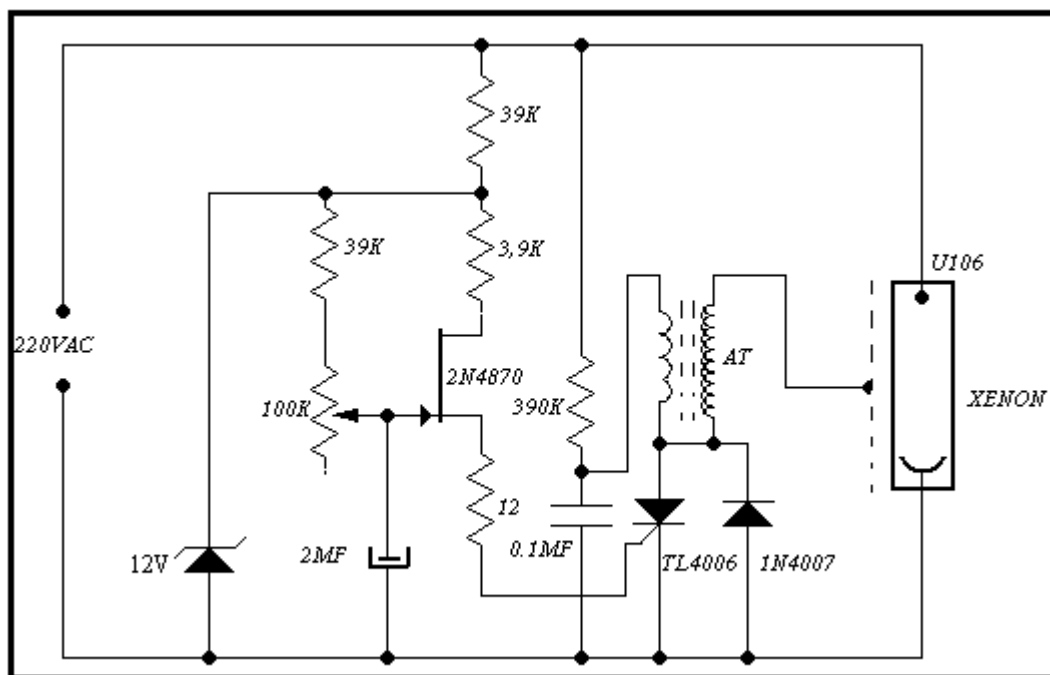 39K
39K
3,9K
U106
220VAC
2N4870
AT
100K
390K
XENON
12
12V
2MF
0.1MF
TL4006
1N4007